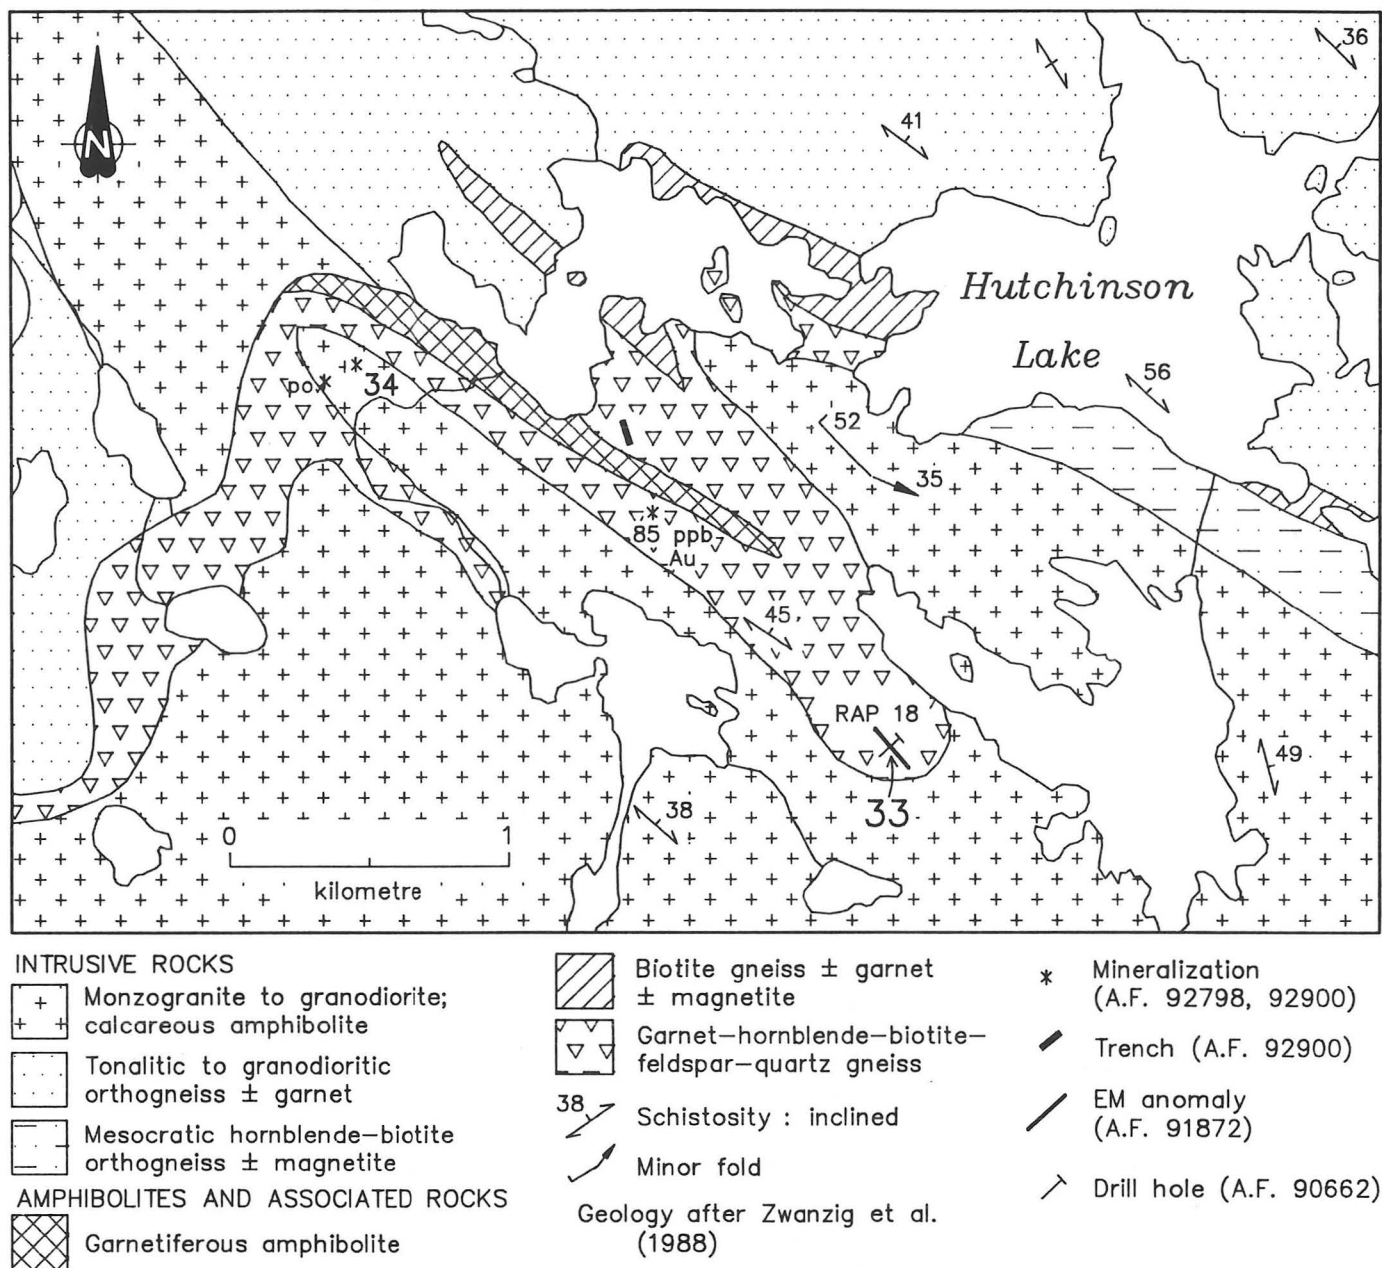 N
36
41
Hutchinson
Lake
56
po.
34
52
35
85 ppb
Au
45
RAP 18
33
49
38
0 1
kilometre
INTRUSIVE ROCKS
Monzogranite to granodiorite;
calcareous amphibolite
Tonalitic to granodioritic
orthogneiss ± garnet
Mesocratic hornblende–biotite
orthogneiss ± magnetite
AMPHIBOLITES AND ASSOCIATED ROCKS
Garnetiferous amphibolite
Biotite gneiss ± garnet
± magnetite
Garnet–hornblende–biotite–
feldspar–quartz gneiss
38
Schistosity : inclined
Minor fold
Geology after Zwanzig et al.
(1988)
Mineralization
(A.F. 92798, 92900)
Trench (A.F. 92900)
EM anomaly
(A.F. 91872)
Drill hole (A.F. 90662)